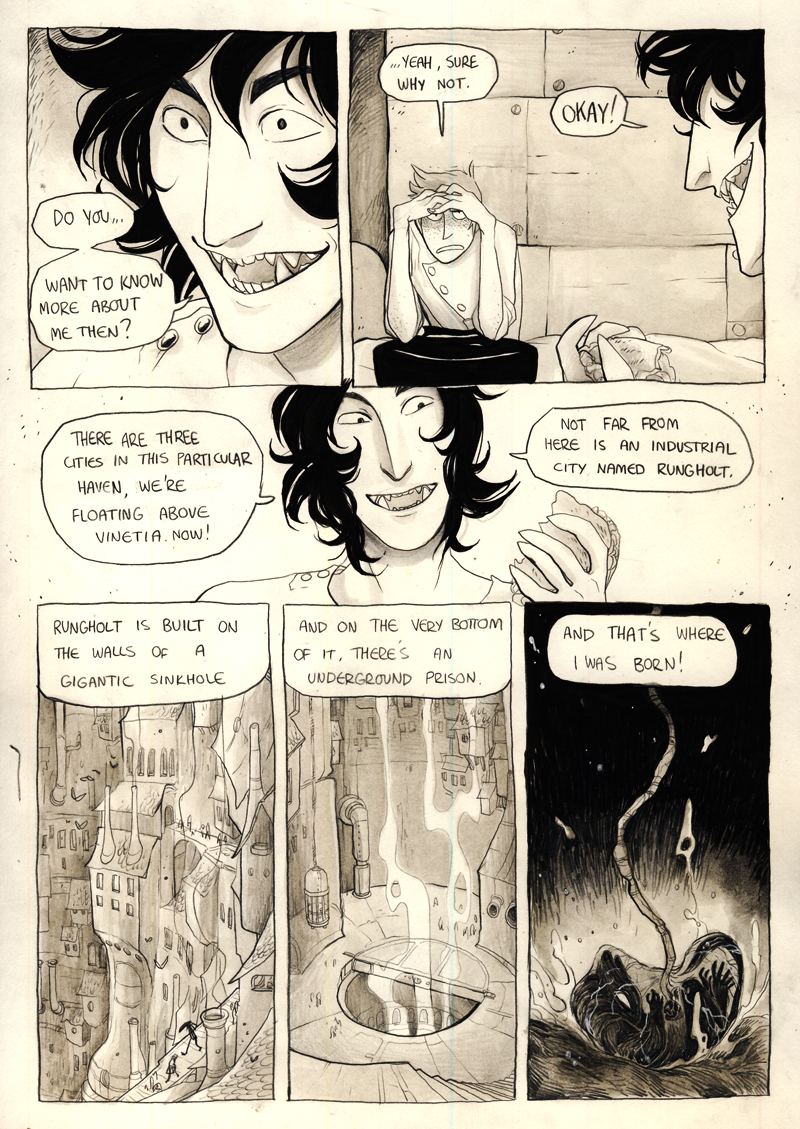 DO YOU...
WANT TO KNOW
MORE ABOUT
ME THEN?
...YEAH, SURE
WHY NOT.
OKAY!
THERE ARE THREE
CITIES IN THIS PARTICULAR
HAVEN, WE'RE
FLOATING ABOVE
VINETIA. NOW!
NOT FAR FROM
HERE IS AN INDUSTRIAL
CITY NAMED RUNGHOLT.
RUNGHOLT IS BUILT ON
THE WALLS OF A
GIGANTIC SINKHOLE
AND ON THE VERY BOTTOM
OF IT, THERE'S AN
UNDERGROUND PRISON.
AND THAT'S WHERE
I WAS BORN!